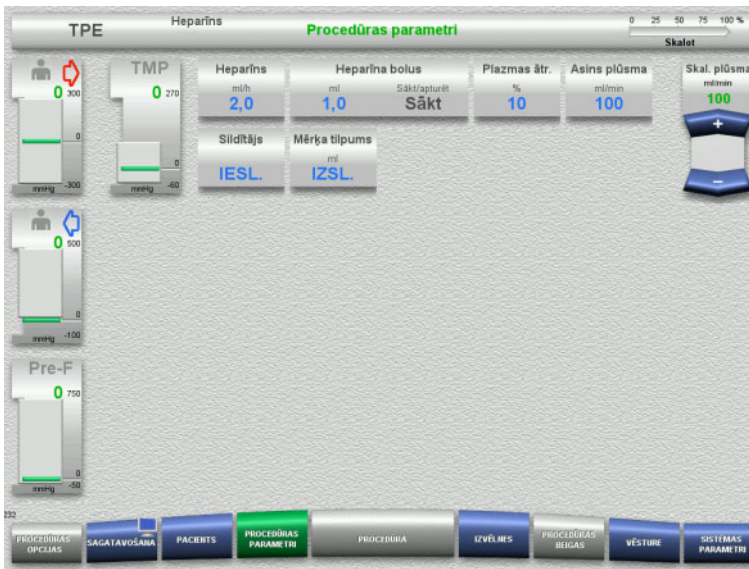 TPE
Heparīns
Procedūras parametri
0 25 50 75 100 %
Skalot
0 300
0
-300
mmHg
TMP
0 270
0
-60
mmHg
Heparīns
ml/h
2,0
Heparīna bolus
ml Sākt/apturēt
1,0 Sākt
Plazmas ātr.
%
10
Asins plūsma
ml/min
100
Skal. plūsma
ml/min
100
+
–
Sildītājs
IESL.
Mērķa tilpums
ml
IZSL.
0 500
0
-100
mmHg
Pre-F
0 750
0
-50
mmHg
232
PROCEDŪRAS
OPCIJAS
SAGATAVOŠANA
PACIENTS
PROCEDŪRAS
PARAMETRI
PROCEDŪRA
IZVĒLNES
PROCEDŪRAS
BEIGAS
VĒSTURE
SISTĒMAS
PARAMETRI